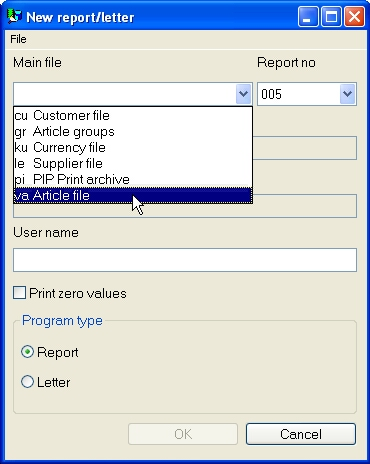 New report/letter
File
Main file Report no
005
cu Customer file
gr Article groups
ku Currency file
le Supplier file
pi PIP Print archive
va Article file
User name
Print zero values
Program type
Report
Letter
OK Cancel